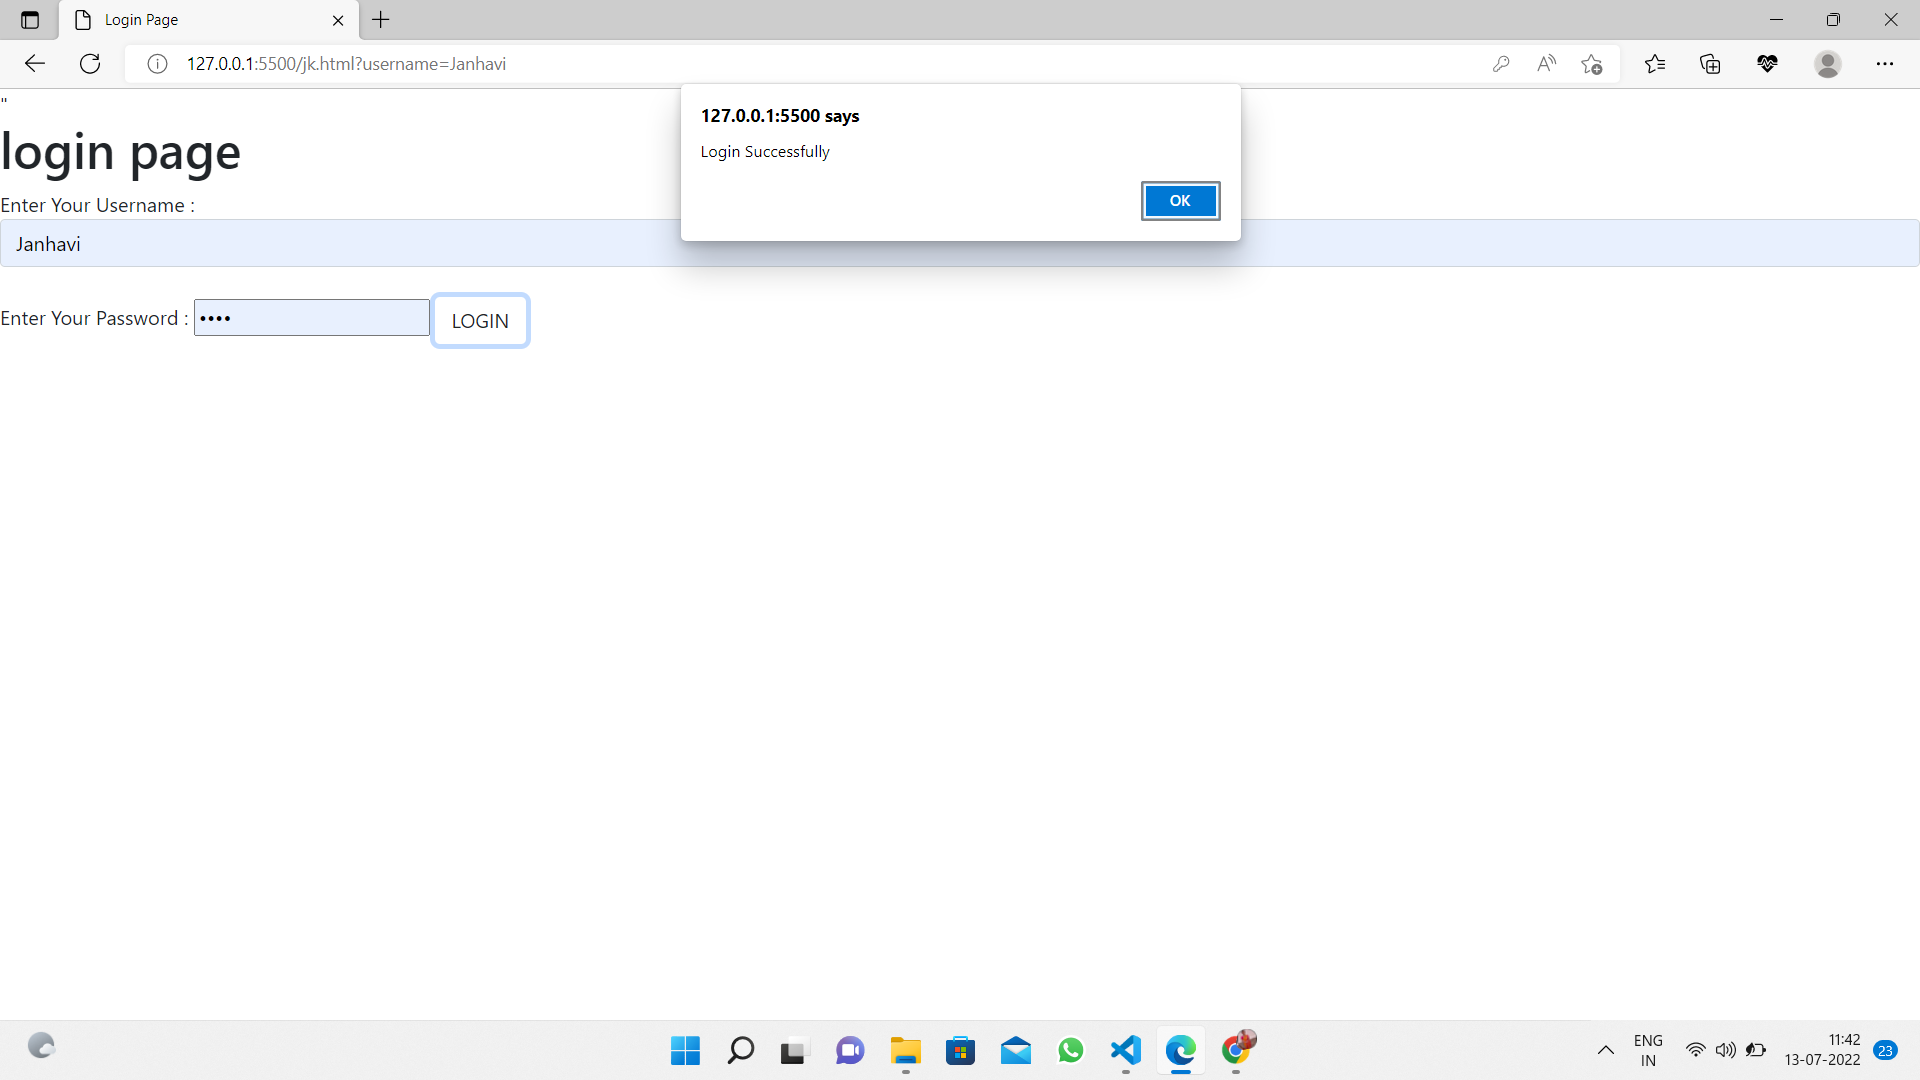 Login Page
127.0.0.1:5500/jk.html?username=Janhavi
"
127.0.0.1:5500 says
Login Successfully
OK
login page
Enter Your Username :
Janhavi
Enter Your Password : •••• LOGIN
ENG
IN
11:42
13-07-2022
23